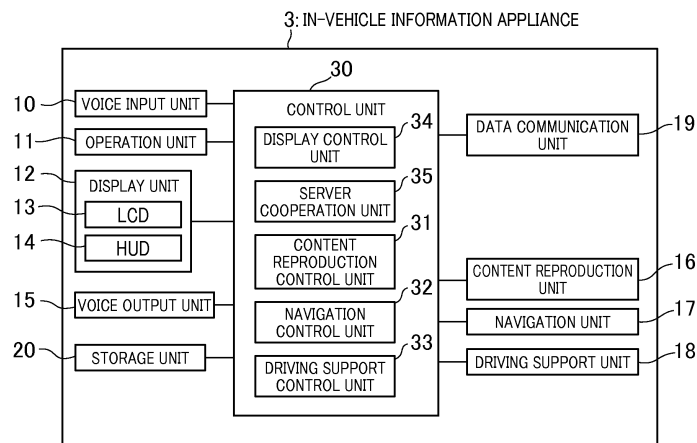 3: IN-VEHICLE INFORMATION APPLIANCE
30
10
VOICE INPUT UNIT
11
OPERATION UNIT
12
DISPLAY UNIT
13
LCD
14
HUD
15
VOICE OUTPUT UNIT
20
STORAGE UNIT
CONTROL UNIT
34
DISPLAY CONTROL
UNIT
35
SERVER
COOPERATION UNIT
31
CONTENT
REPRODUCTION
CONTROL UNIT
32
NAVIGATION
CONTROL UNIT
33
DRIVING SUPPORT
CONTROL UNIT
DATA COMMUNICATION
UNIT
19
CONTENT REPRODUCTION
UNIT
16
NAVIGATION UNIT
17
DRIVING SUPPORT UNIT
18